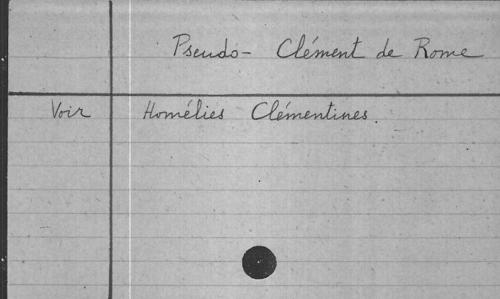 Pseudo- Clément de Rome
Voir Homélies Clémentines.